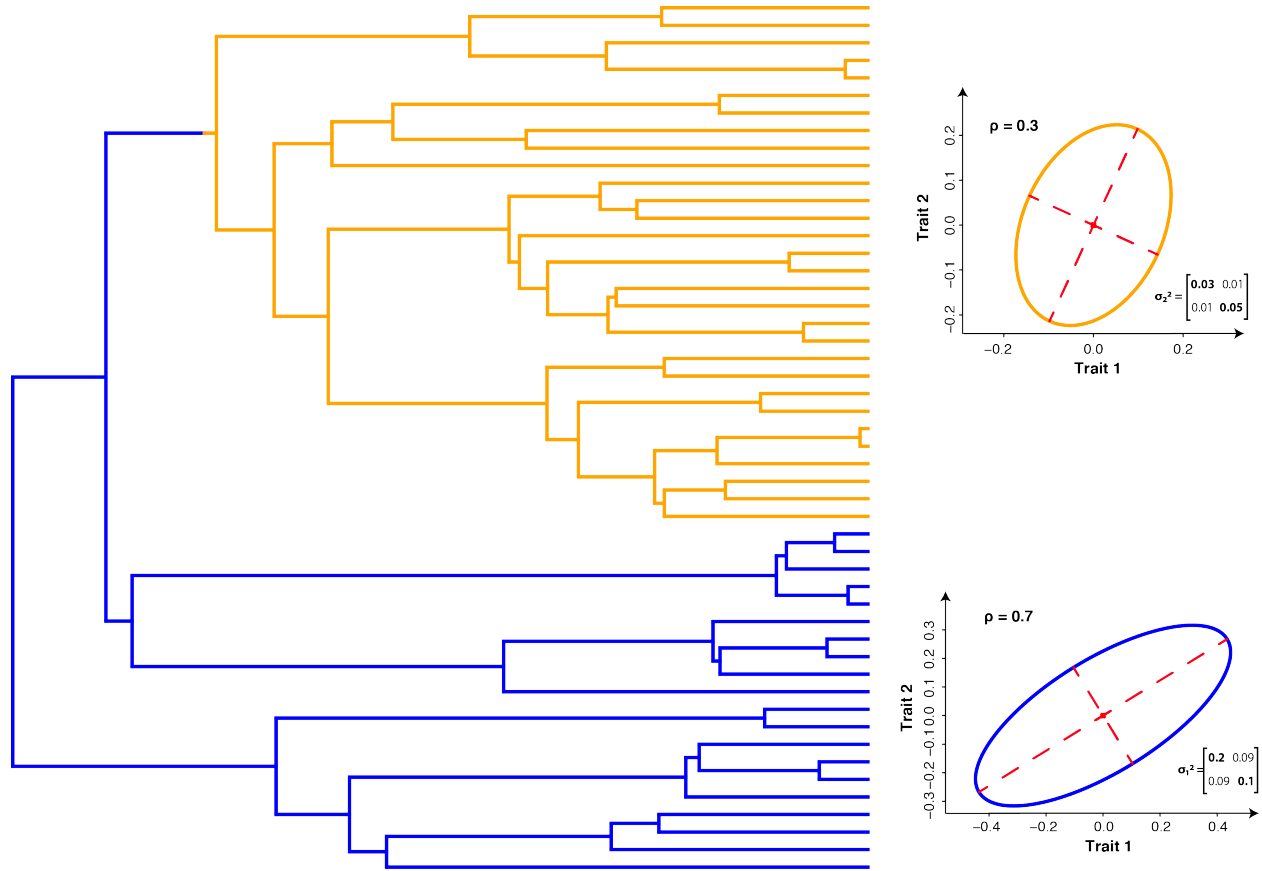 ρ = 0.3
Trait 2
0.2
0.1
0.0
−0.1
−0.2
σ₂² =
0.03 0.01
0.01 0.05
−0.2 0.0 0.2
Trait 1
ρ = 0.7
Trait 2
0.3
0.2
0.1
0.0
−0.1
−0.2
−0.3
σ₁² =
0.2 0.09
0.09 0.1
−0.4 −0.2 0.0 0.2 0.4
Trait 1